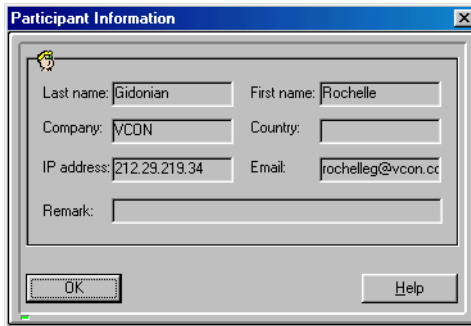 Participant Information
Last name: Gidonian First name: Rochelle
Company: VCON Country:
IP address: 212.29.219.34 Email: rochelleg@vcon.cc
Remark:
OK Help